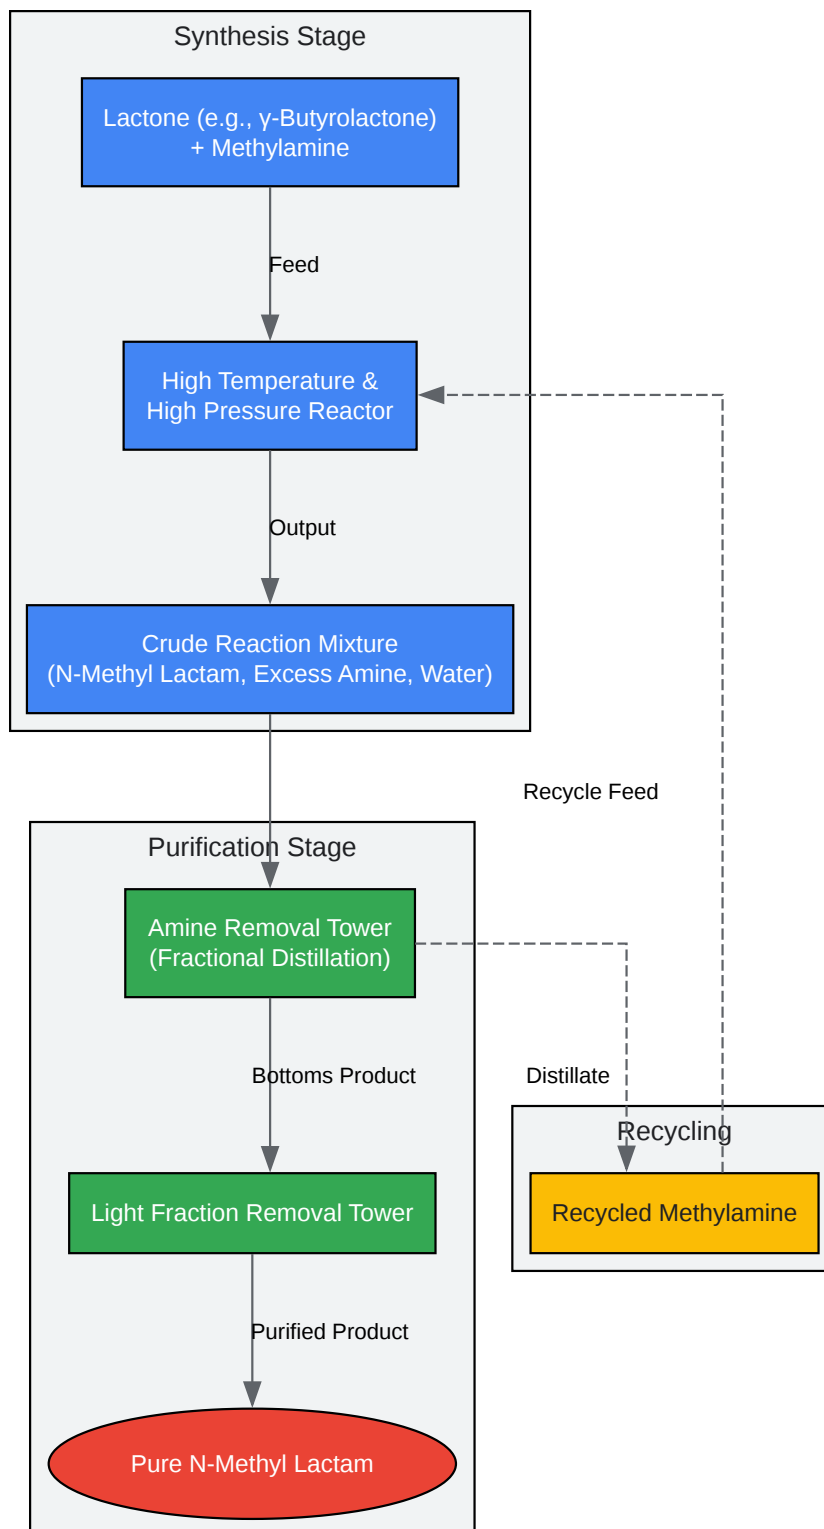 Synthesis Stage
Lactone (e.g., γ-Butyrolactone)
+ Methylamine
Feed
High Temperature &
High Pressure Reactor
Output
Crude Reaction Mixture
(N-Methyl Lactam, Excess Amine, Water)
Recycle Feed
Purification Stage
Amine Removal Tower
(Fractional Distillation)
Bottoms Product
Distillate
Recycling
Light Fraction Removal Tower
Recycled Methylamine
Purified Product
Pure N-Methyl Lactam